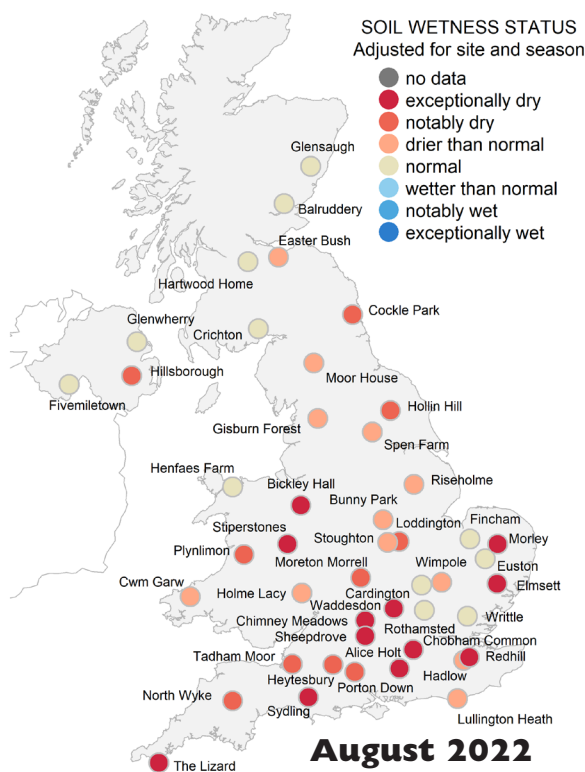 SOIL WETNESS STATUS
Adjusted for site and season
no data
exceptionally dry
notably dry
drier than normal
normal
wetter than normal
notably wet
exceptionally wet
Glensaugh
Balruddery
Easter Bush
Hartwood Home
Cockle Park
Glenwherry
Crichton
Hillsborough
Moor House
Fivemiletown
Hollin Hill
Gisburn Forest
Spen Farm
Henfaes Farm
Riseholme
Bickley Hall
Bunny Park
Fincham
Loddington
Stiperstones
Stoughton
Morley
Plynlimon
Moreton Morrell
Wimpole
Euston
Cwm Garw
Holme Lacy
Cardington
Elmsett
Waddesdon
Chimney Meadows
Writtle
Rothamsted
Sheepdrove
Chobham Common
Tadham Moor
Alice Holt
Redhill
Heytesbury
Hadlow
North Wyke
Porton Down
Sydling
Lullington Heath
August 2022
The Lizard